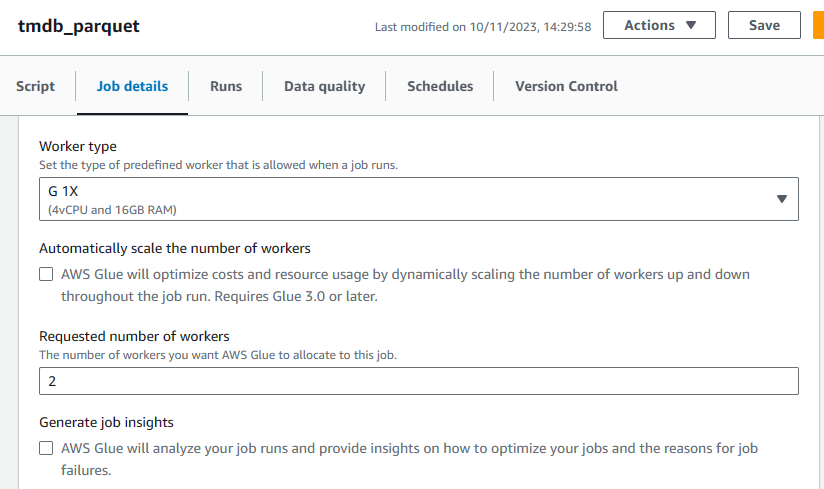 tmdb_parquet
Last modified on 10/11/2023, 14:29:58
Actions
Save
Script
Job details
Runs
Data quality
Schedules
Version Control
Worker type
Set the type of predefined worker that is allowed when a job runs.
G 1X
(4vCPU and 16GB RAM)
Automatically scale the number of workers
AWS Glue will optimize costs and resource usage by dynamically scaling the number of workers up and down
throughout the job run. Requires Glue 3.0 or later.
Requested number of workers
The number of workers you want AWS Glue to allocate to this job.
2
Generate job insights
AWS Glue will analyze your job runs and provide insights on how to optimize your jobs and the reasons for job
failures.